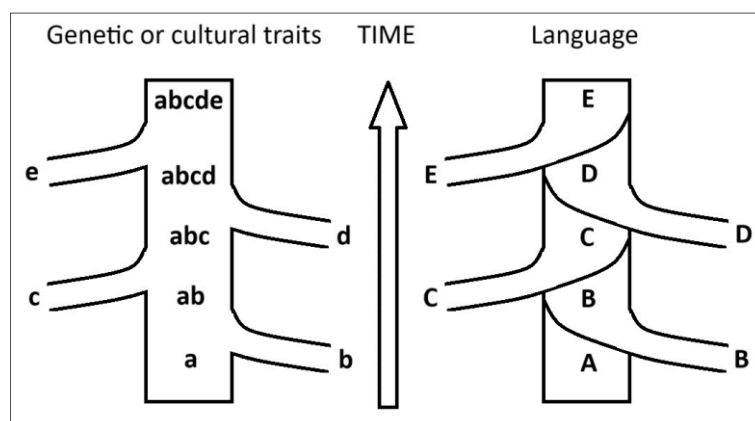 Genetic or cultural traits TIME Language
abcde E
e abcd E D
abc d C D
c ab C B
a b A B